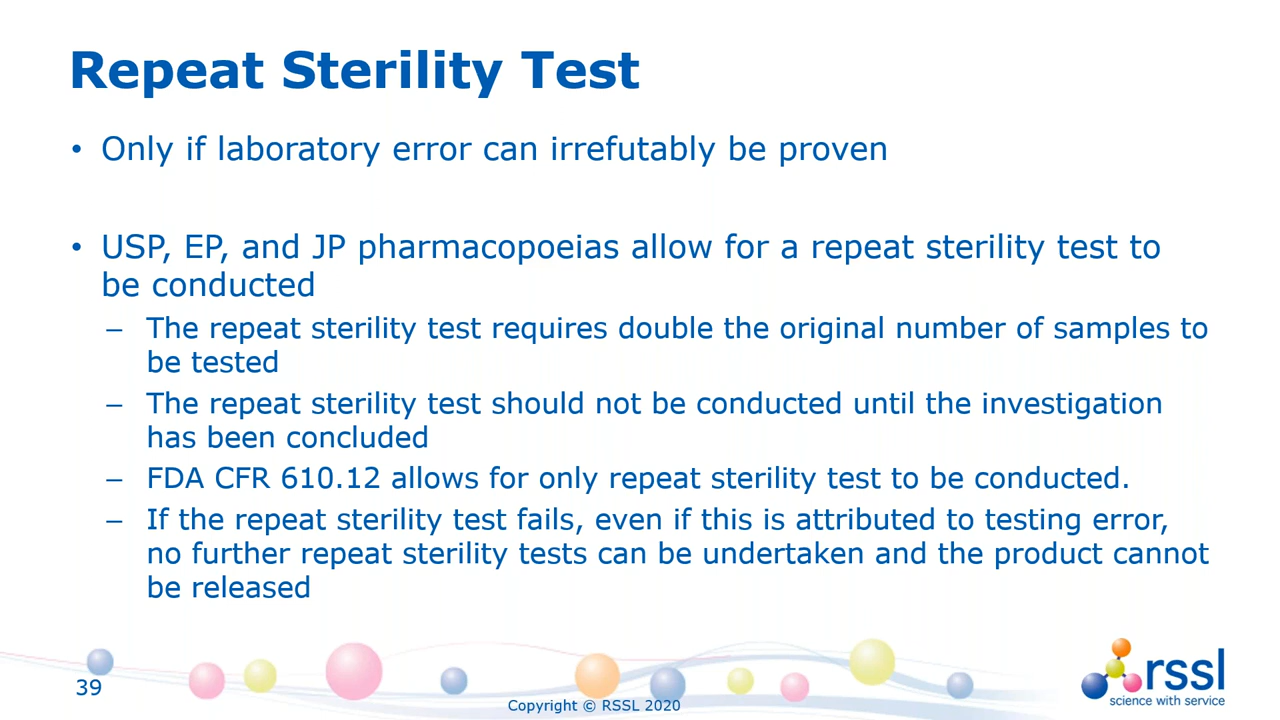 Repeat Sterility Test
• Only if laboratory error can irrefutably be proven
• USP, EP, and JP pharmacopoeias allow for a repeat sterility test to
be conducted
– The repeat sterility test requires double the original number of samples to
be tested
– The repeat sterility test should not be conducted until the investigation
has been concluded
– FDA CFR 610.12 allows for only repeat sterility test to be conducted.
– If the repeat sterility test fails, even if this is attributed to testing error,
no further repeat sterility tests can be undertaken and the product cannot
be released
39
Copyright © RSSL 2020
rssl
science with service